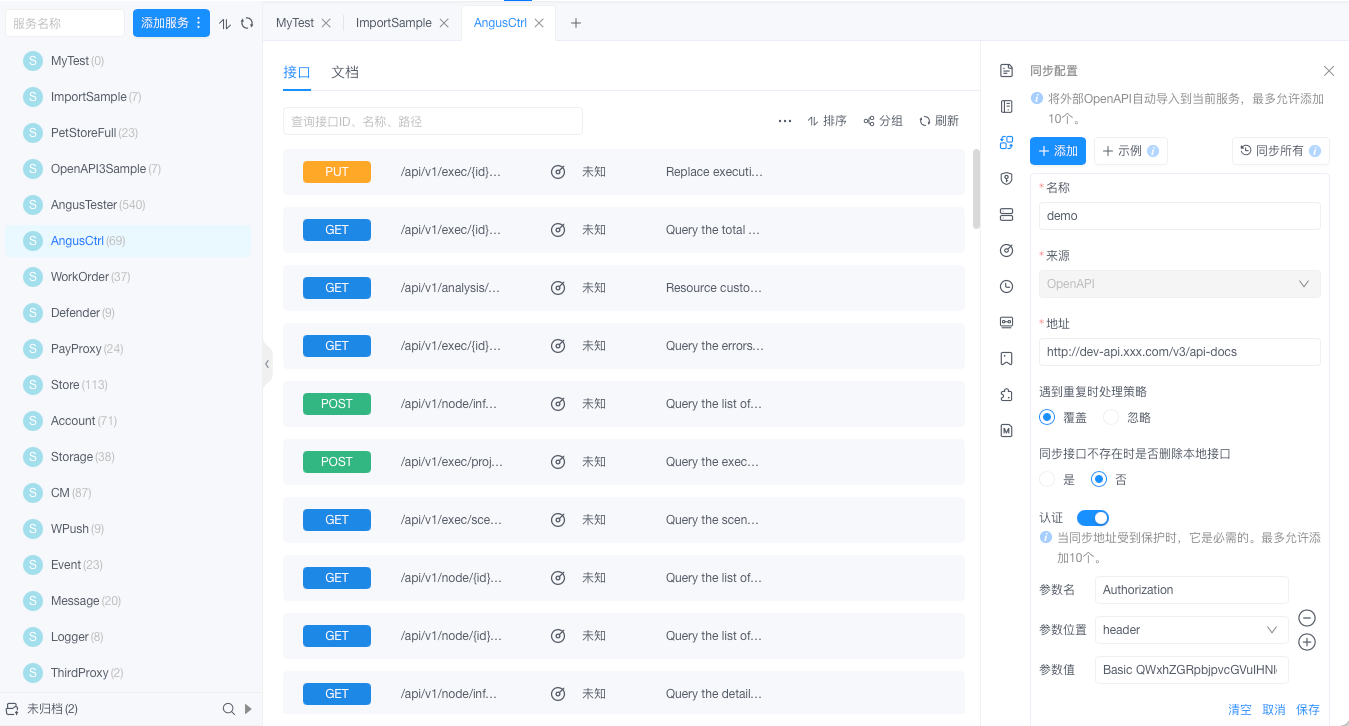 服务名称
添加服务
S MyTest (0)
S ImportSample (7)
S PetStoreFull (23)
S OpenAPI3Sample (7)
S AngusTester (540)
S AngusCtrl (69)
S WorkOrder (37)
S Defender (9)
S PayProxy (24)
S Store (113)
S Account (71)
S Storage (38)
S CM (87)
S WPush (9)
S Event (23)
S Message (20)
S Logger (8)
S ThirdProxy (2)
未归档 (2)
MyTest
ImportSample
AngusCtrl
接口 文档
查询接口ID、名称、路径
排序 分组 刷新
PUT /api/v1/exec/{id}... 未知 Replace executi...
GET /api/v1/exec/{id}... 未知 Query the total ...
GET /api/v1/analysis/... 未知 Resource custo...
GET /api/v1/exec/{id}... 未知 Query the errors...
POST /api/v1/node/inf... 未知 Query the list of...
POST /api/v1/exec/proj... 未知 Query the exec...
GET /api/v1/exec/sce... 未知 Query the scen...
GET /api/v1/node/{id}... 未知 Query the list of...
GET /api/v1/node/{id}... 未知 Query the list of...
GET /api/v1/node/inf... 未知 Query the detail...
同步配置
将外部OpenAPI自动导入到当前服务，最多允许添加
10个。
添加 示例 同步所有
*名称
demo
*来源
OpenAPI
*地址
http://dev-api.xxx.com/v3/api-docs
遇到重复时处理策略
覆盖 忽略
同步接口不存在时是否删除本地接口
是 否
认证
当同步地址受到保护时，它是必需的。最多允许添
加10个。
参数名 Authorization
参数位置 header
参数值 Basic QWxhZGRpbjpvcGVuIHNl
清空 取消 保存